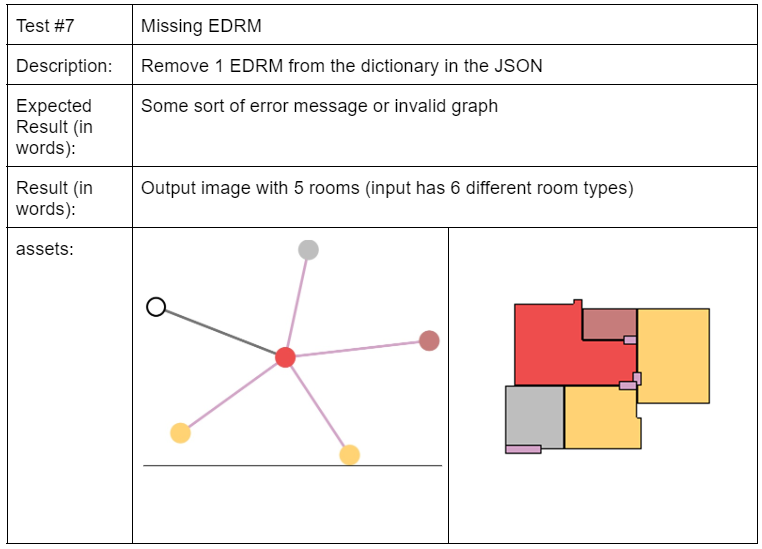 Test #7
Missing EDRM
Description:
Remove 1 EDRM from the dictionary in the JSON
Expected
Result (in
words):
Some sort of error message or invalid graph
Result (in
words):
Output image with 5 rooms (input has 6 different room types)
assets: